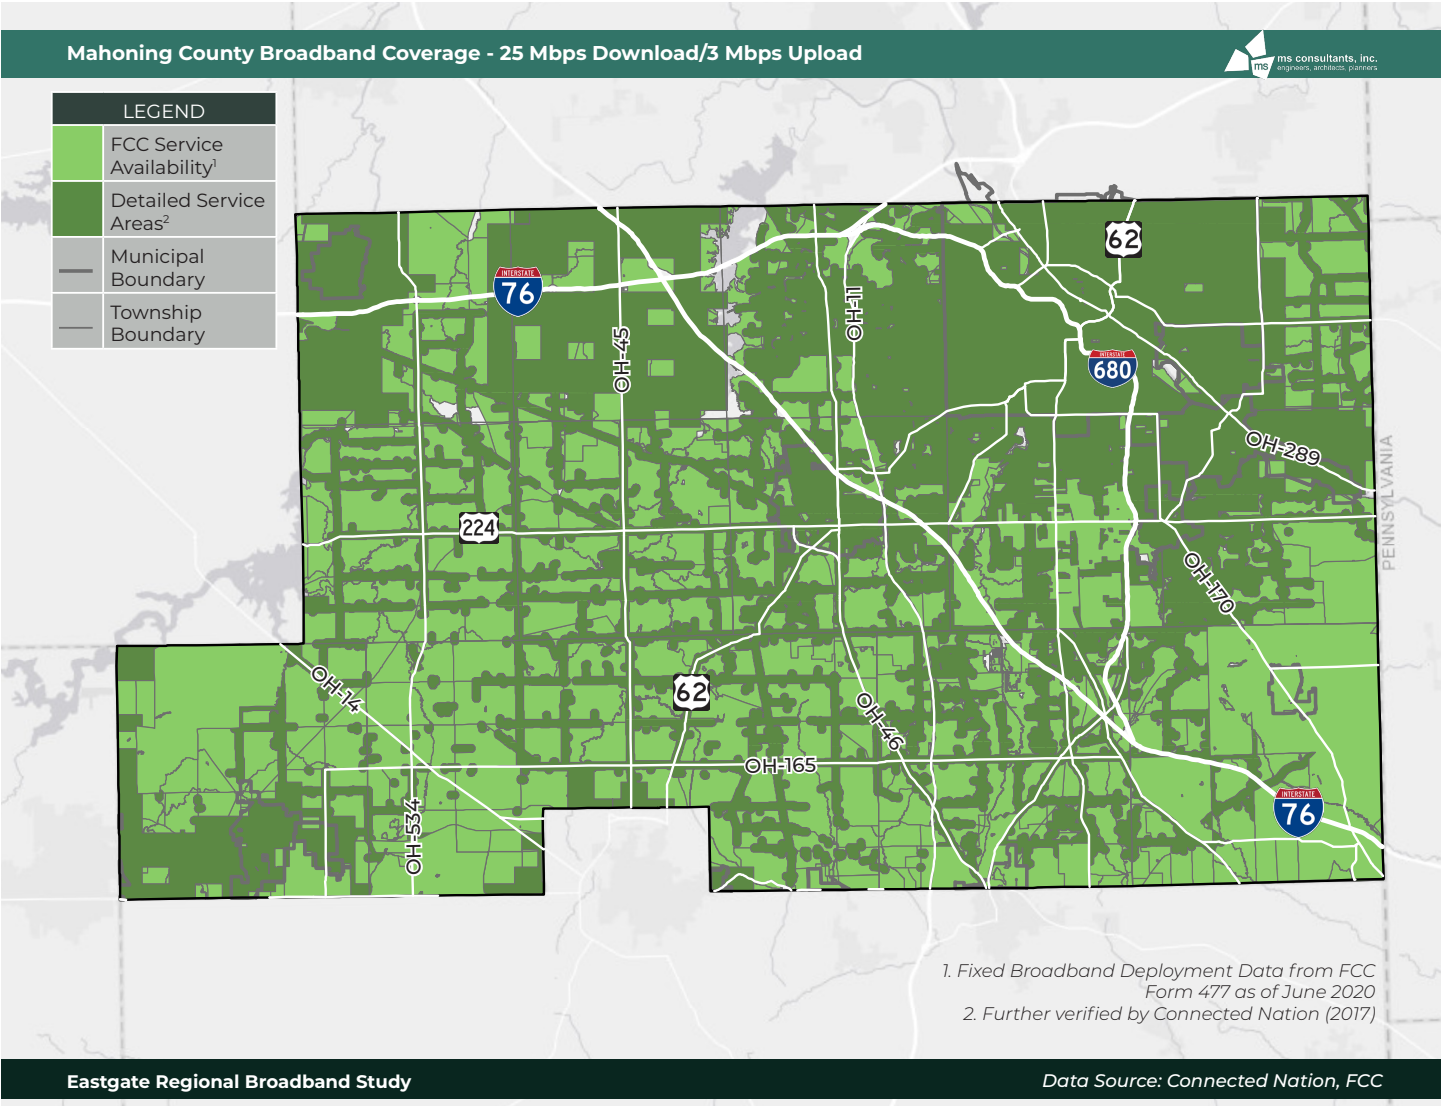 Mahoning County Broadband Coverage - 25 Mbps Download/3 Mbps Upload
ms
ms consultants, inc.
engineers, architects, planners
LEGEND
FCC Service
Availability¹
Detailed Service
Areas²
Municipal
Boundary
Township
Boundary
62
INTERSTATE
76
OH-11
OH-45
INTERSTATE
680
OH-289
PENNSYLVANIA
224
OH-170
OH-14
62
OH-46
OH-165
OH-534
INTERSTATE
76
1. Fixed Broadband Deployment Data from FCC
Form 477 as of June 2020
2. Further verified by Connected Nation (2017)
Eastgate Regional Broadband Study
Data Source: Connected Nation, FCC